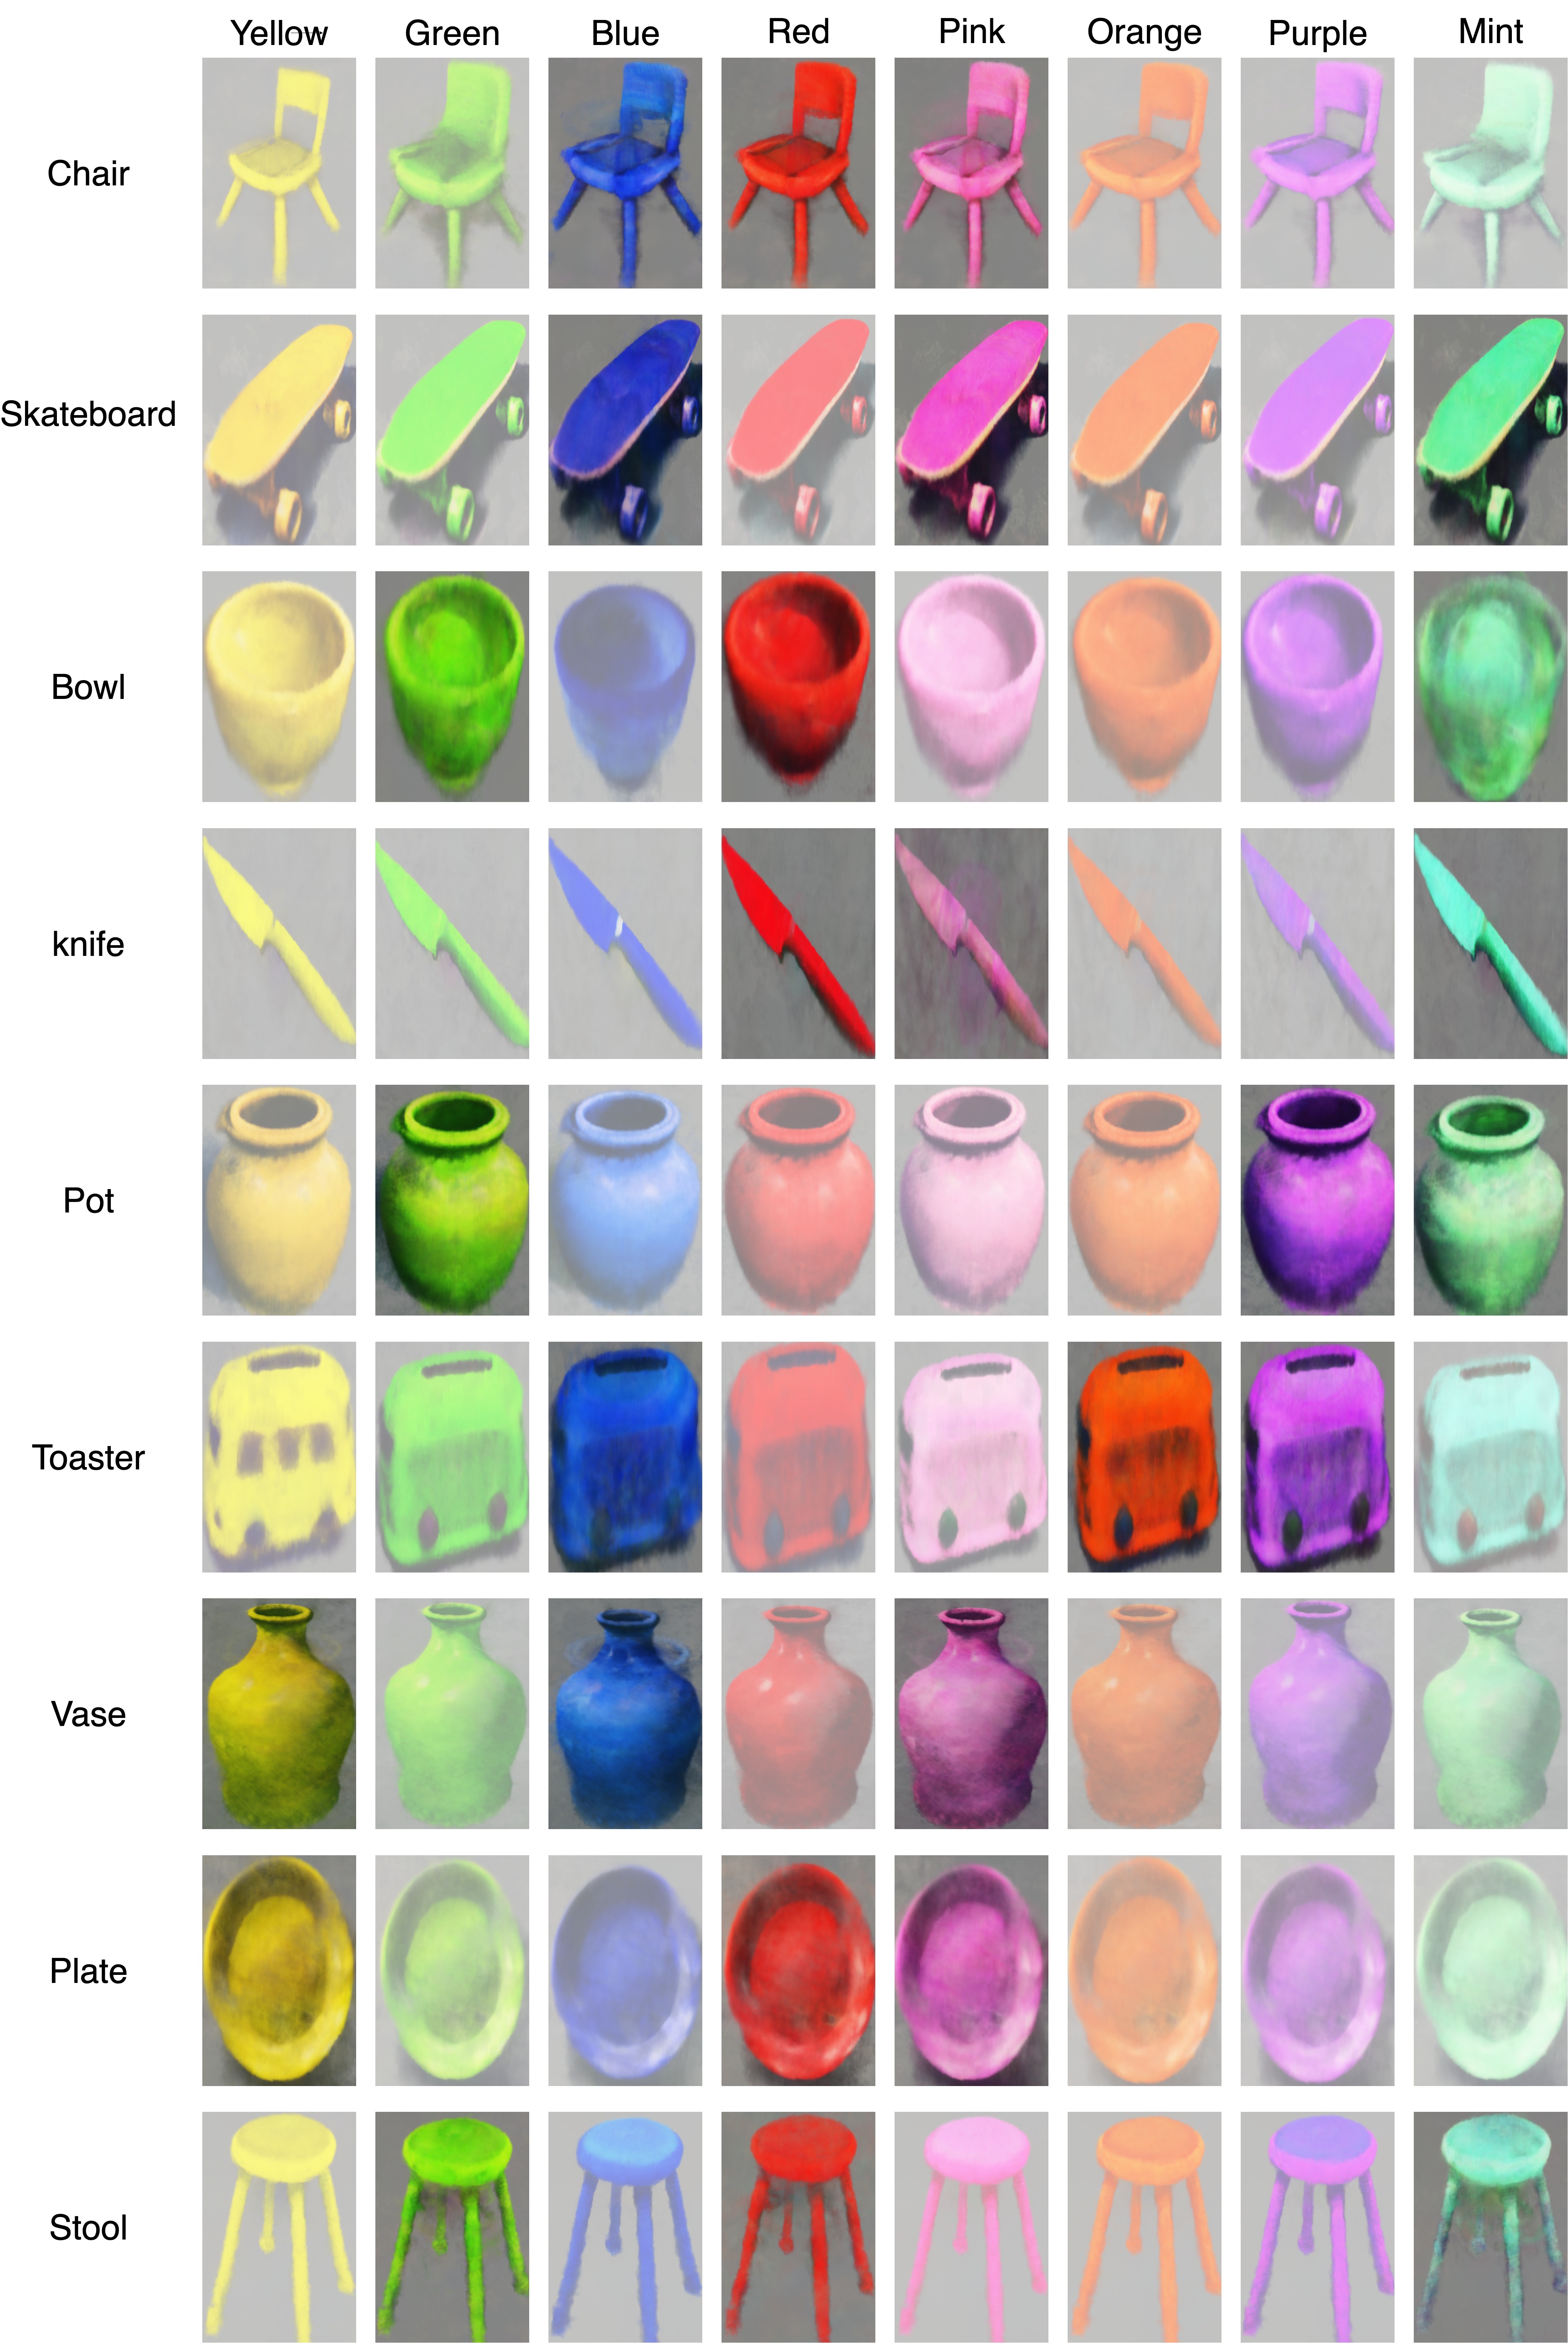 Yellow Green Blue Red Pink Orange Purple Mint
Chair
Skateboard
Bowl
knife
Pot
Toaster
Vase
Plate
Stool